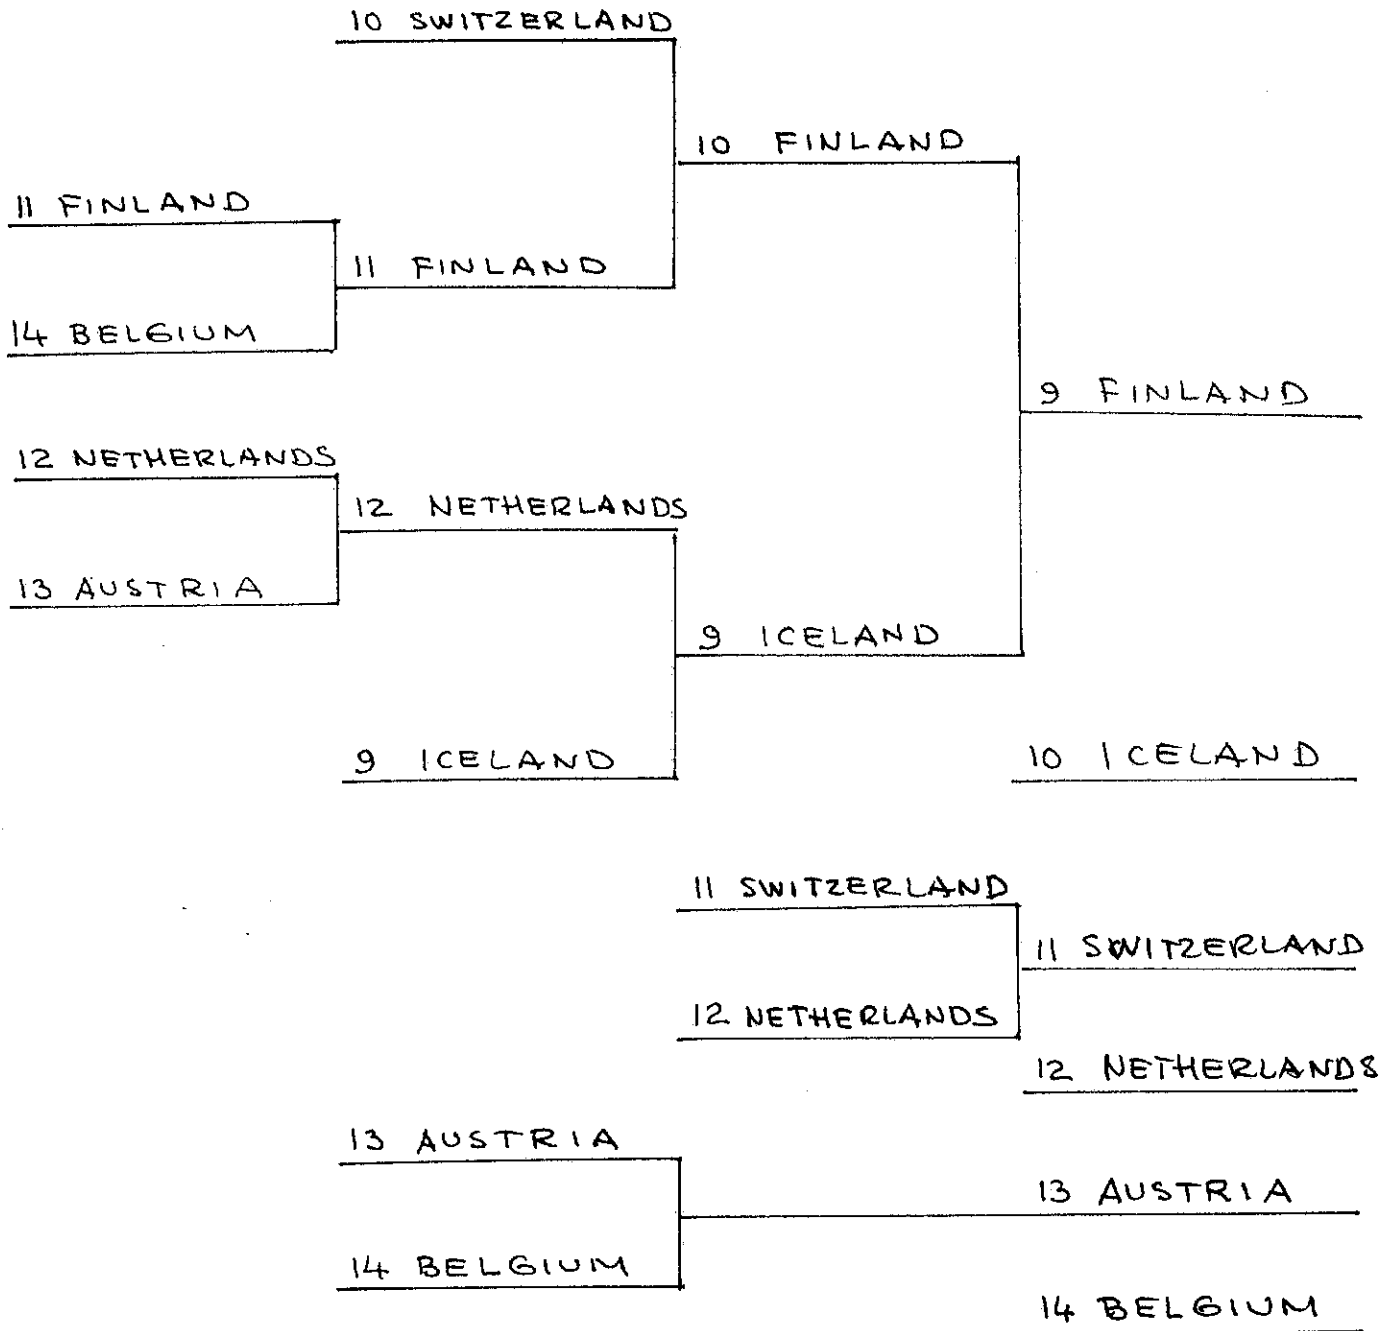 10 SWITZERLAND
10 FINLAND
11 FINLAND
11 FINLAND
14 BELGIUM
9 FINLAND
12 NETHERLANDS
12 NETHERLANDS
13 AUSTRIA
9 ICELAND
9 ICELAND
10 ICELAND
11 SWITZERLAND
11 SWITZERLAND
12 NETHERLANDS
12 NETHERLANDS
13 AUSTRIA
13 AUSTRIA
14 BELGIUM
14 BELGIUM